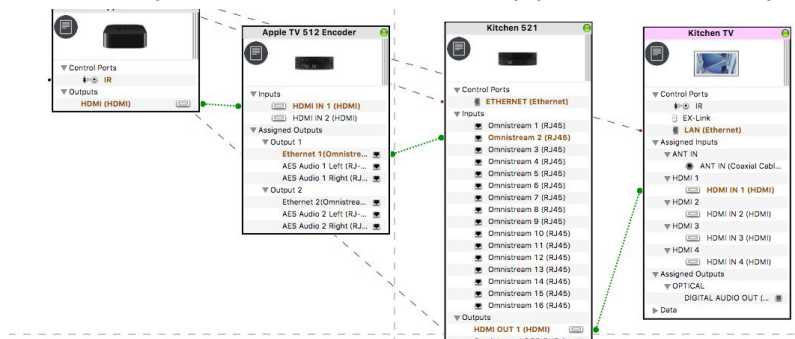 Control Ports
IR
Outputs
HDMI (HDMI)
Apple TV 512 Encoder
Inputs
HDMI IN 1 (HDMI)
HDMI IN 2 (HDMI)
Assigned Outputs
Output 1
Ethernet 1(Omnistre...
AES Audio 1 Left (RJ-...
AES Audio 1 Right (RJ...
Output 2
Ethernet 2(Omnistrea...
AES Audio 2 Left (RJ-...
AES Audio 2 Right (RJ...
Kitchen 521
Control Ports
ETHERNET (Ethernet)
Inputs
Omnistream 1 (RJ45)
Omnistream 2 (RJ45)
Omnistream 3 (RJ45)
Omnistream 4 (RJ45)
Omnistream 5 (RJ45)
Omnistream 6 (RJ45)
Omnistream 7 (RJ45)
Omnistream 8 (RJ45)
Omnistream 9 (RJ45)
Omnistream 10 (RJ45)
Omnistream 11 (RJ45)
Omnistream 12 (RJ45)
Omnistream 13 (RJ45)
Omnistream 14 (RJ45)
Omnistream 15 (RJ45)
Omnistream 16 (RJ45)
Outputs
HDMI OUT 1 (HDMI)
Kitchen TV
Control Ports
IR
EX-Link
LAN (Ethernet)
Assigned Inputs
ANT IN
ANT IN (Coaxial Cabl...
HDMI 1
HDMI IN 1 (HDMI)
HDMI 2
HDMI IN 2 (HDMI)
HDMI 3
HDMI IN 3 (HDMI)
HDMI 4
HDMI IN 4 (HDMI)
Assigned Outputs
OPTICAL
DIGITAL AUDIO OUT (...
Data